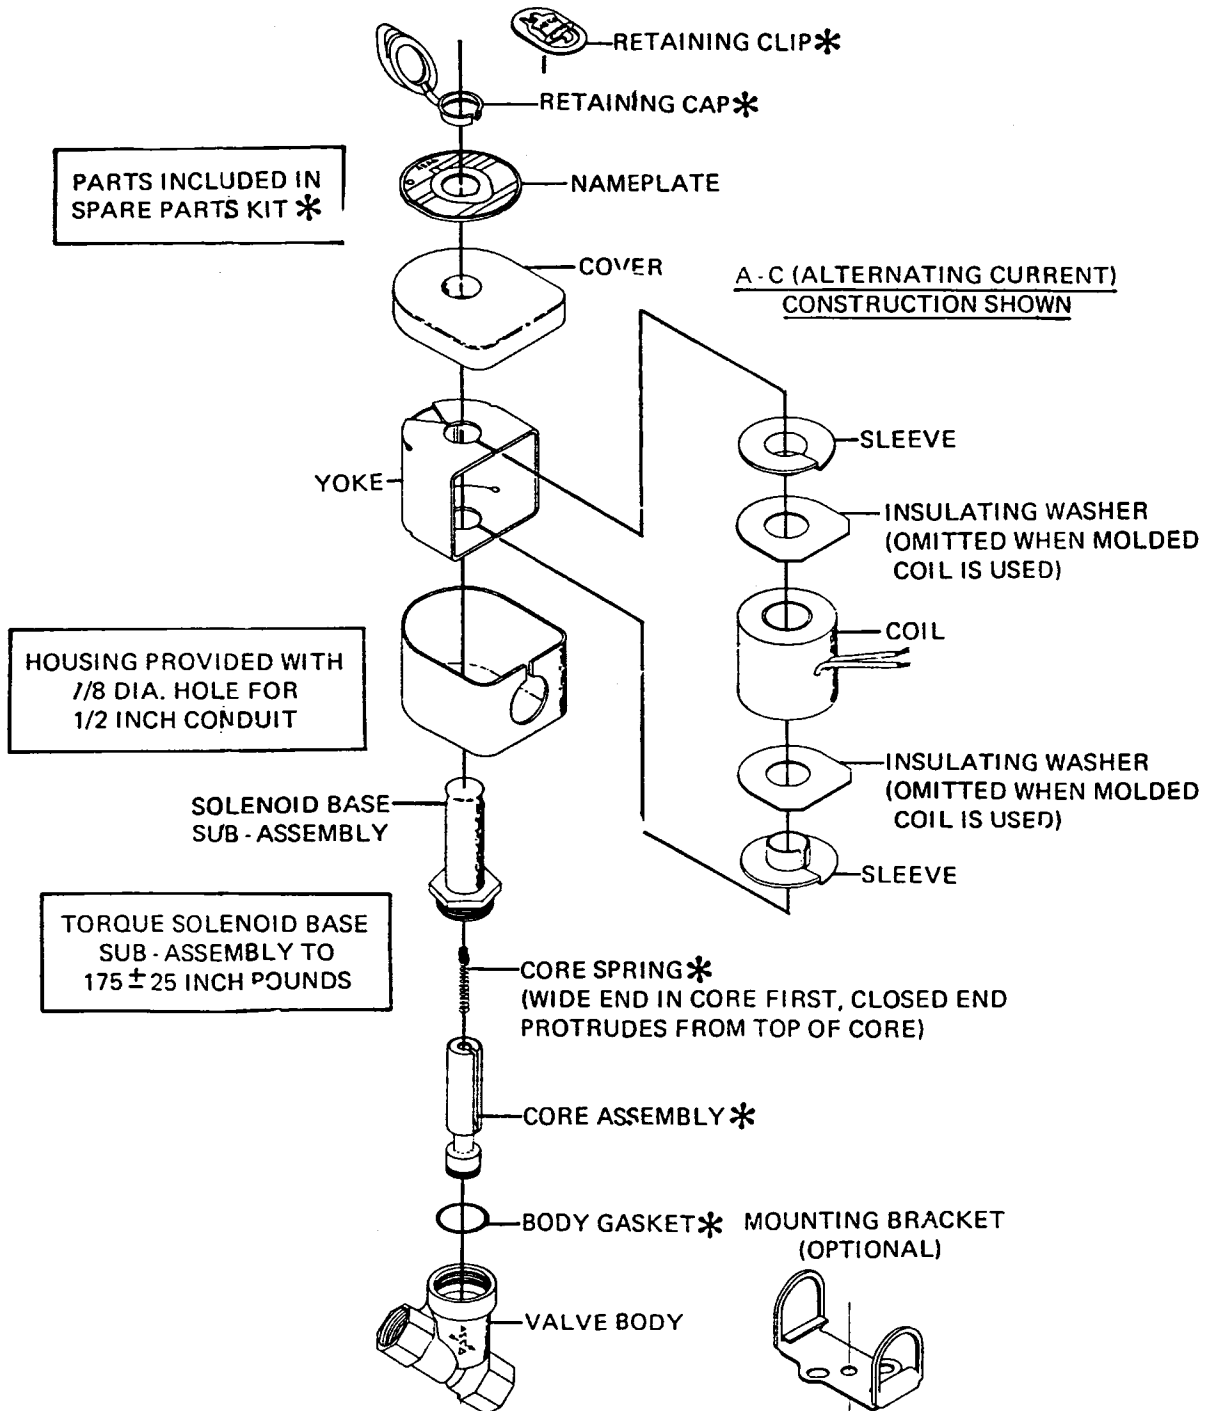 RETAINING CLIP*
RETAINING CAP*
PARTS INCLUDED IN
SPARE PARTS KIT *
NAMEPLATE
COVER
A-C (ALTERNATING CURRENT)
CONSTRUCTION SHOWN
SLEEVE
YOKE
INSULATING WASHER
(OMITTED WHEN MOLDED
COIL IS USED)
COIL
HOUSING PROVIDED WITH
7/8 DIA. HOLE FOR
1/2 INCH CONDUIT
INSULATING WASHER
(OMITTED WHEN MOLDED
COIL IS USED)
SOLENOID BASE
SUB-ASSEMBLY
SLEEVE
TORQUE SOLENOID BASE
SUB-ASSEMBLY TO
175±25 INCH POUNDS
CORE SPRING*
(WIDE END IN CORE FIRST, CLOSED END
PROTRUDES FROM TOP OF CORE)
CORE ASSEMBLY*
BODY GASKET*
MOUNTING BRACKET
(OPTIONAL)
VALVE BODY